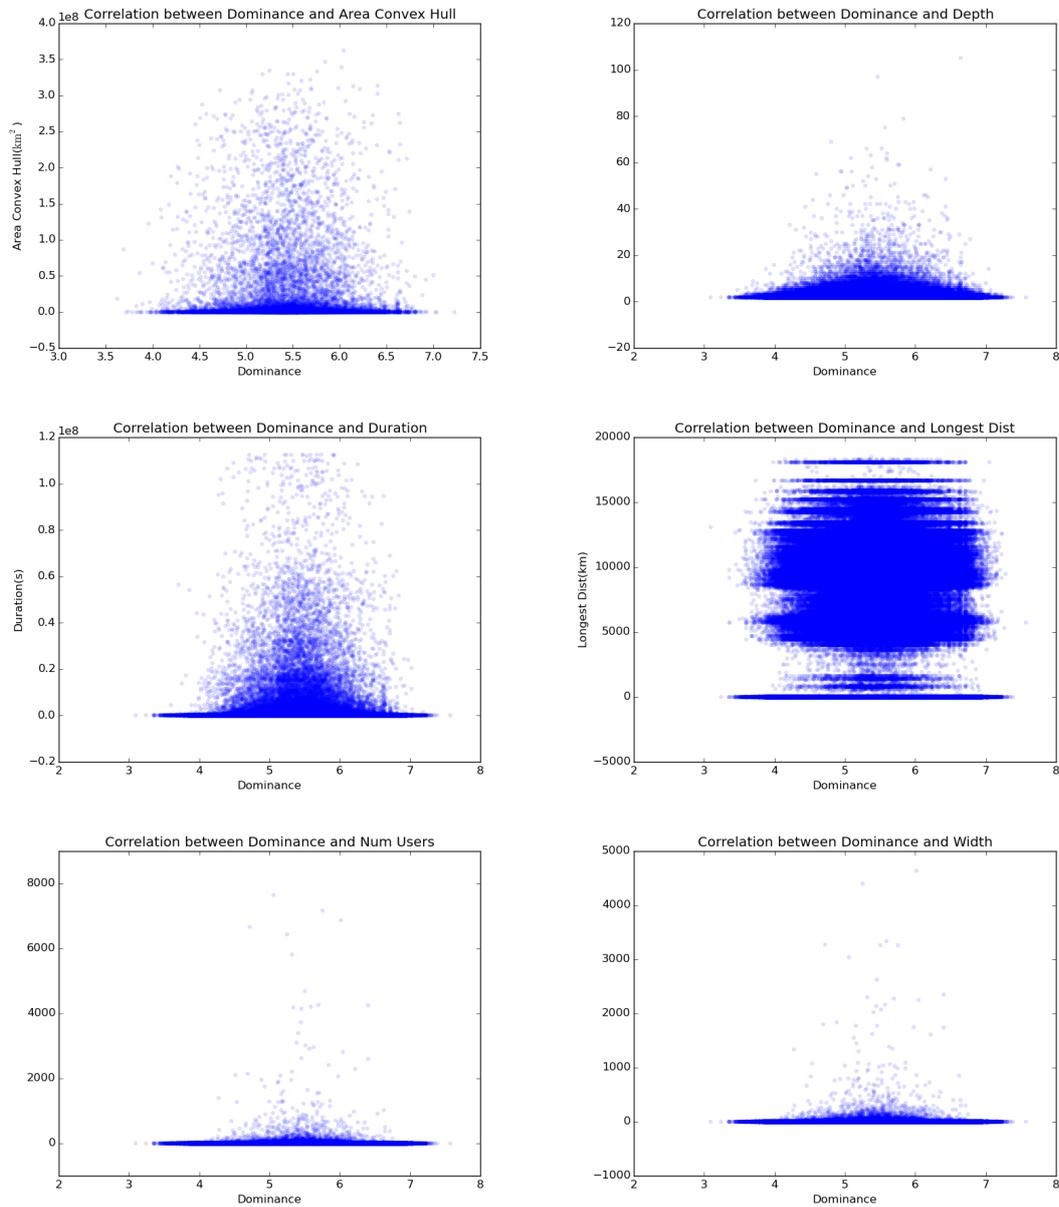 Correlation between Dominance and Area Convex Hull
1e8
4.0
3.5
3.0
2.5
2.0
1.5
1.0
0.5
0.0
−0.5
Area Convex Hull(km²)
3.0 3.5 4.0 4.5 5.0 5.5 6.0 6.5 7.0 7.5
Dominance
Correlation between Dominance and Depth
120
100
80
60
40
20
0
−20
2 3 4 5 6 7 8
Dominance
Correlation between Dominance and Duration
1e8
1.2
1.0
0.8
0.6
0.4
0.2
0.0
−0.2
Duration(s)
2 3 4 5 6 7 8
Dominance
Correlation between Dominance and Longest Dist
20000
15000
10000
5000
0
−5000
Longest Dist(km)
2 3 4 5 6 7 8
Dominance
Correlation between Dominance and Num Users
8000
6000
4000
2000
0
2 3 4 5 6 7 8
Dominance
Correlation between Dominance and Width
5000
4000
3000
2000
1000
0
−1000
2 3 4 5 6 7 8
Dominance